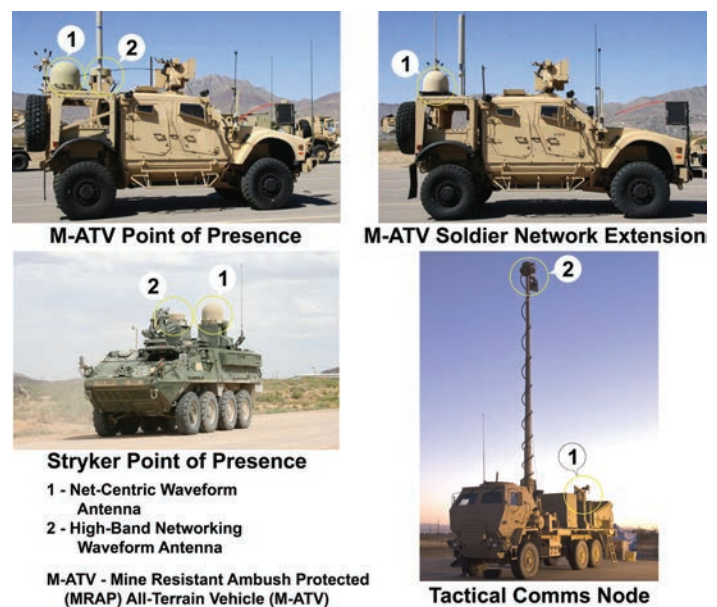 1
2
1
M-ATV Point of Presence
M-ATV Soldier Network Extension
2
1
2
1
Stryker Point of Presence
1 - Net-Centric Waveform
Antenna
2 - High-Band Networking
Waveform Antenna
M-ATV - Mine Resistant Ambush Protected
(MRAP) All-Terrain Vehicle (M-ATV)
Tactical Comms Node